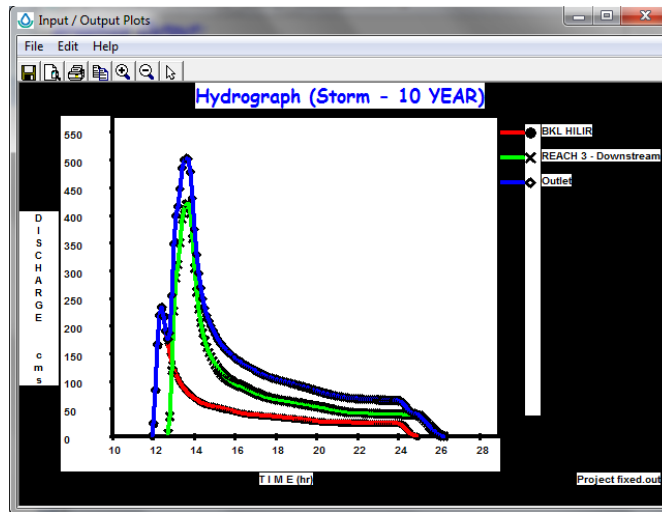 Input / Output Plots
File Edit Help
Hydrograph (Storm - 10 YEAR)
550
500
450
400
350
300
250
200
150
100
50
0
DISCHARGE cms
10 12 14 16 18 20 22 24 26 28
T I M E (hr)
BKL HILIR
REACH 3 - Downstream
Outlet
Project fixed.out